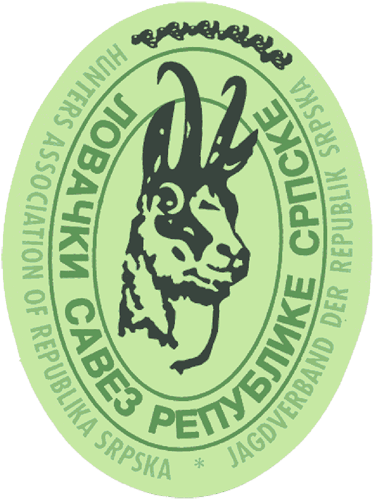 ЛОВАЧКИ САВЕЗ РЕПУБЛИКЕ СРПСКЕ
HUNTERS ASSOCIATION OF REPUBLIKA SRPSKA * JAGDVERBAND DER REPUBLIK SRPSKA